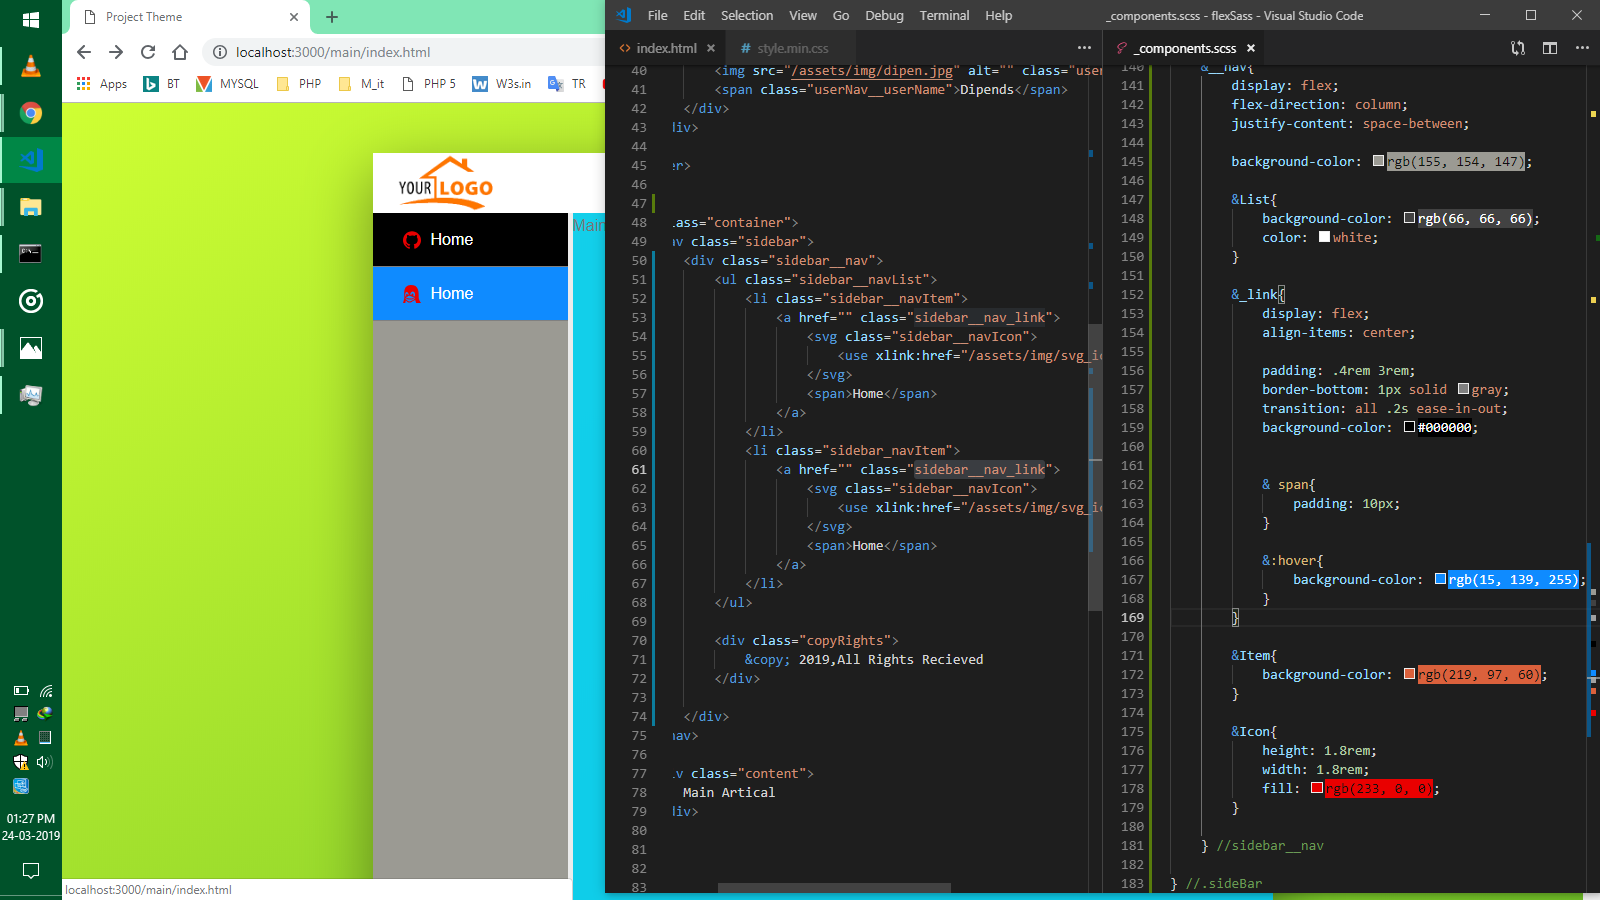 Project Theme
localhost:3000/main/index.html
Apps
BT
MYSQL
PHP
M_it
PHP 5
W3s.in
TR
YOUR LOGO
Home
Home
Main
01:27 PM
24-03-2019
localhost:3000/main/index.html
File Edit Selection View Go Debug Terminal Help
_components.scss - flexSass - Visual Studio Code
index.html
style.min.css
40 <img src="/assets/img/dipen.jpg" alt="" class="user
41 <span class="userNav__userName">Dipends</span>
42 </div>
43 div>
44
45 er>
46
47
48 lass="container">
49 av class="sidebar">
50 <div class="sidebar__nav">
51 <ul class="sidebar__navList">
52 <li class="sidebar__navItem">
53 <a href="" class="sidebar__nav_link">
54 <svg class="sidebar__navIcon">
55 <use xlink:href="/assets/img/svg_ic
56 </svg>
57 <span>Home</span>
58 </a>
59 </li>
60 <li class="sidebar_navItem">
61 <a href="" class="sidebar__nav_link">
62 <svg class="sidebar__navIcon">
63 <use xlink:href="/assets/img/svg_ic
64 </svg>
65 <span>Home</span>
66 </a>
67 </li>
68 </ul>
69
70 <div class="copyRights">
71 &copy; 2019,All Rights Recieved
72 </div>
73
74 </div>
75 nav>
76
77 iv class="content">
78 Main Artical
79 div>
80
81
82
83
_components.scss
140 &__nav{
141 display: flex;
142 flex-direction: column;
143 justify-content: space-between;
144
145 background-color: rgb(155, 154, 147);
146
147 &List{
148 background-color: rgb(66, 66, 66);
149 color: white;
150 }
151
152 &_link{
153 display: flex;
154 align-items: center;
155
156 padding: .4rem 3rem;
157 border-bottom: 1px solid gray;
158 transition: all .2s ease-in-out;
159 background-color: #000000;
160
161
162 & span{
163 padding: 10px;
164 }
165
166 &:hover{
167 background-color: rgb(15, 139, 255);
168 }
169 }
170
171 &Item{
172 background-color: rgb(219, 97, 60);
173 }
174
175 &Icon{
176 height: 1.8rem;
177 width: 1.8rem;
178 fill: rgb(233, 0, 0);
179 }
180
181 } //sidebar__nav
182
183 } //.sideBar